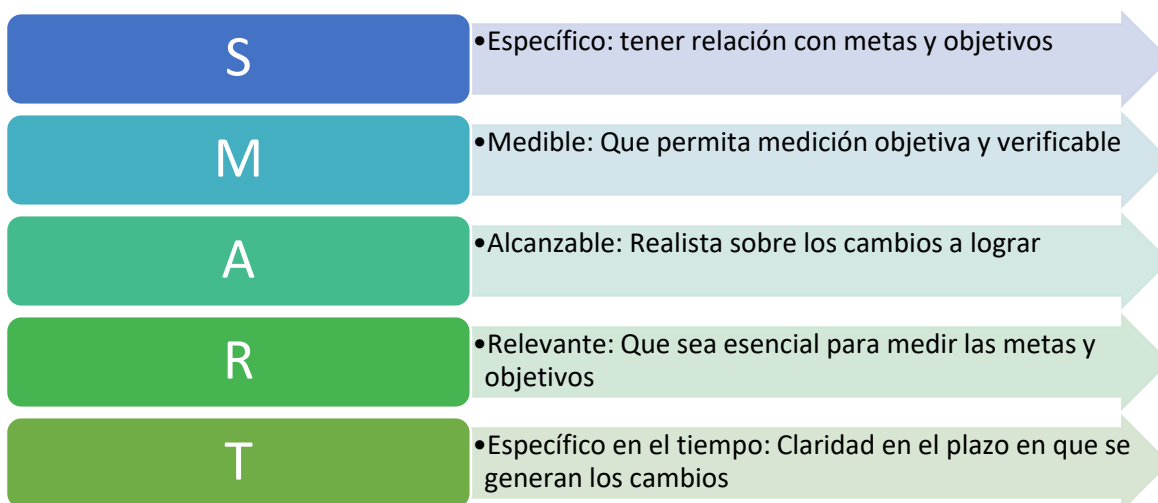 S
•Específico: tener relación con metas y objetivos
M
•Medible: Que permita medición objetiva y verificable
A
•Alcanzable: Realista sobre los cambios a lograr
R
•Relevante: Que sea esencial para medir las metas y
objetivos
T
•Específico en el tiempo: Claridad en el plazo en que se
generan los cambios